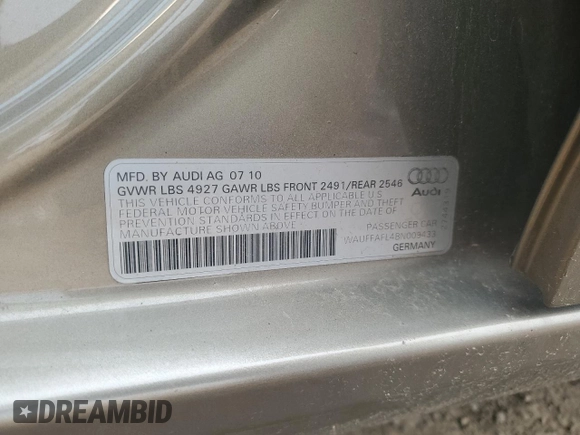 MFD. BY AUDI AG 07 10
GVWR LBS 4927 GAWR LBS FRONT 2491/REAR 2546
THIS VEHICLE CONFORMS TO ALL APPLICABLE U.S.
FEDERAL MOTOR VEHICLE SAFETY BUMPER AND THEFT
PREVENTION STANDARDS IN EFFECT ON THE DATE OF
MANUFACTURE SHOWN ABOVE.
Audi
PASSENGER CAR
WAUFFAFL4BN009433
GERMANY
DREAMBID